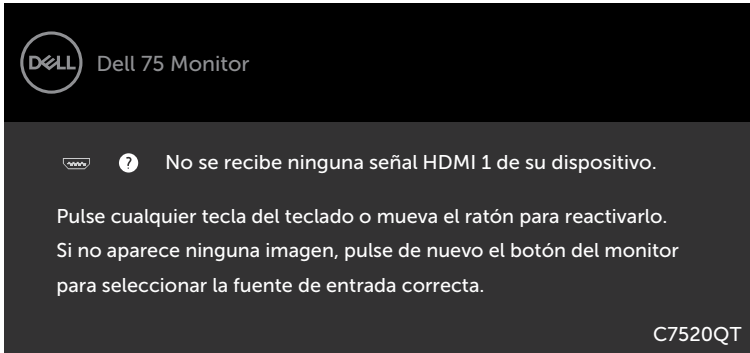 DELL Dell 75 Monitor
? No se recibe ninguna señal HDMI 1 de su dispositivo.
Pulse cualquier tecla del teclado o mueva el ratón para reactivarlo.
Si no aparece ninguna imagen, pulse de nuevo el botón del monitor
para seleccionar la fuente de entrada correcta.
C7520QT